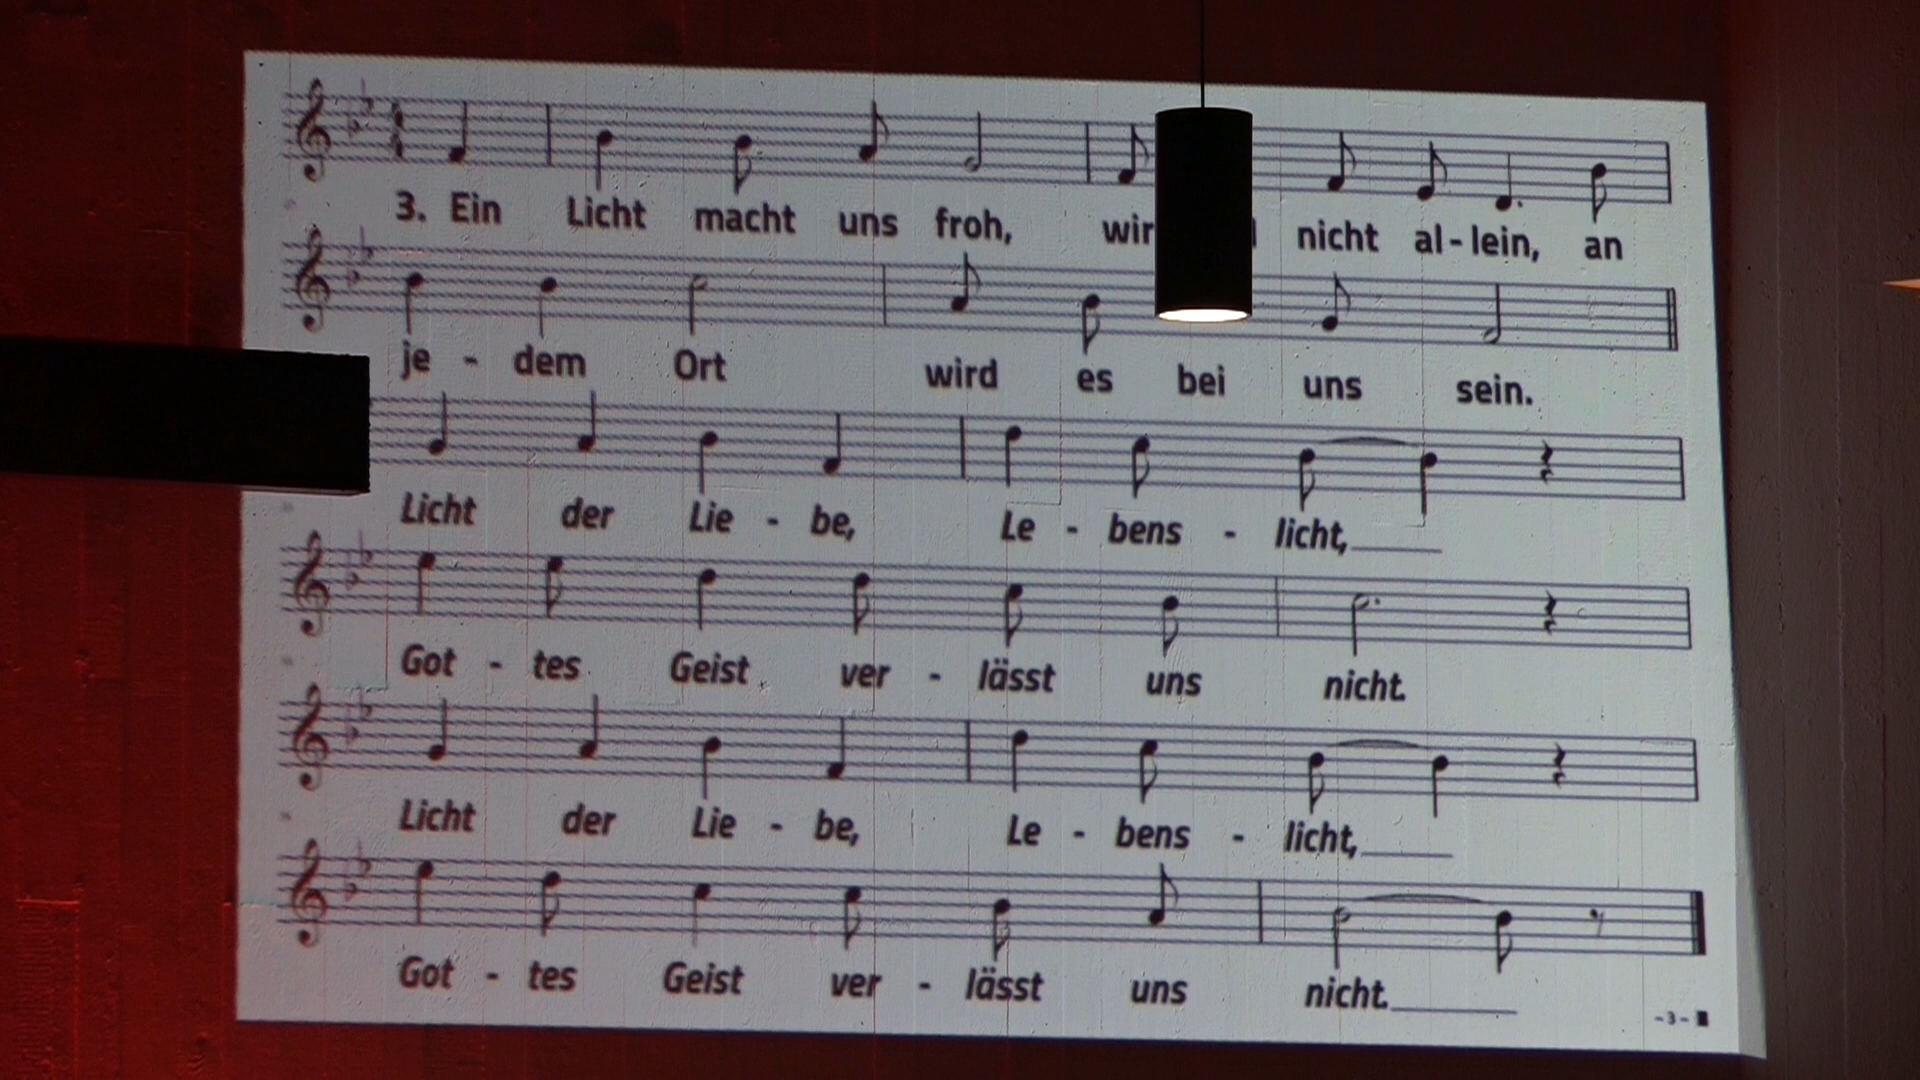 3. Ein Licht macht uns froh, wir nicht al - lein, an
je - dem Ort wird es bei uns sein.
Licht der Lie - be, Le - bens - licht,
Got - tes Geist ver - lässt uns nicht.
Licht der Lie - be, Le - bens - licht,
Got - tes Geist ver - lässt uns nicht.
- 3 -